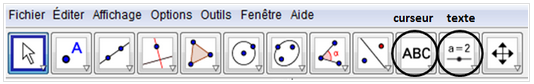 Fichier Éditer Affichage Options Outils Fenêtre Aide curseur texte
A α ABC a=2